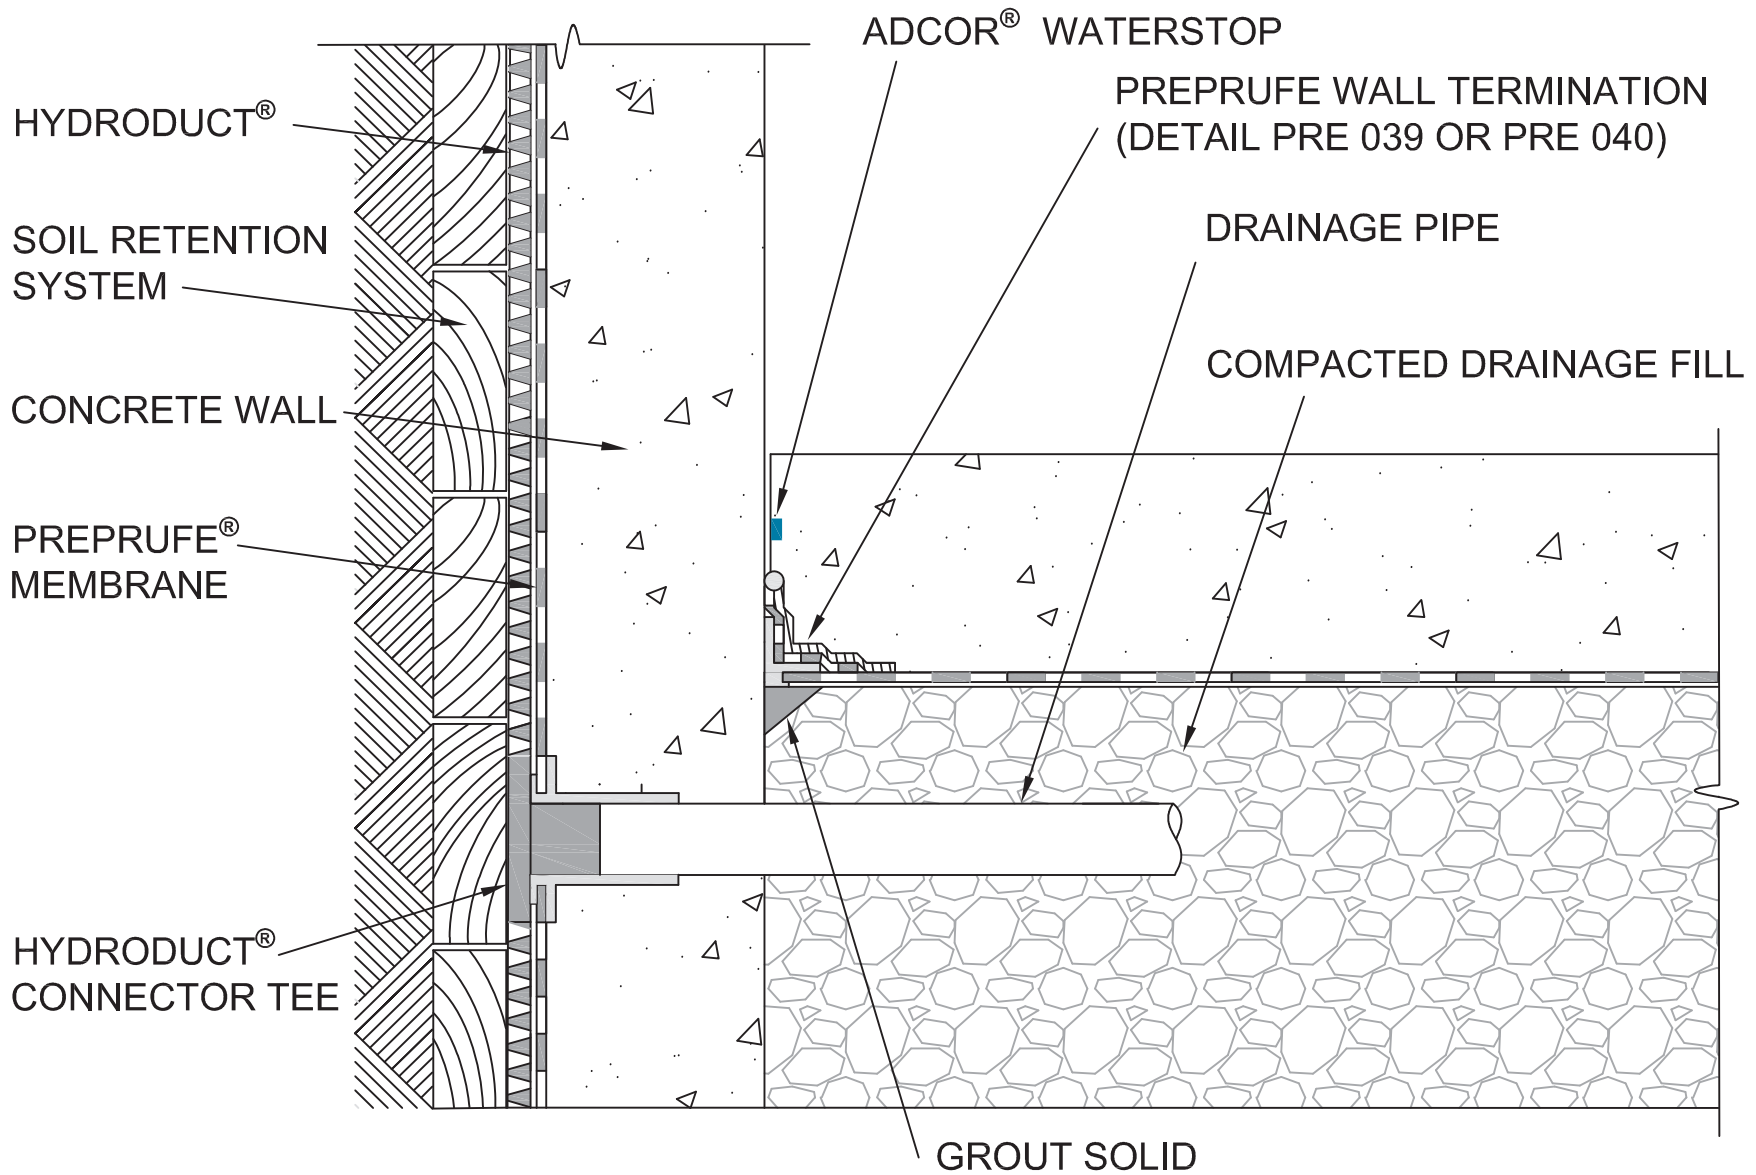 ADCOR® WATERSTOP
PREPRUFE WALL TERMINATION
(DETAIL PRE 039 OR PRE 040)
HYDRODUCT®
DRAINAGE PIPE
SOIL RETENTION
SYSTEM
COMPACTED DRAINAGE FILL
CONCRETE WALL
PREPRUFE®
MEMBRANE
HYDRODUCT®
CONNECTOR TEE
GROUT SOLID